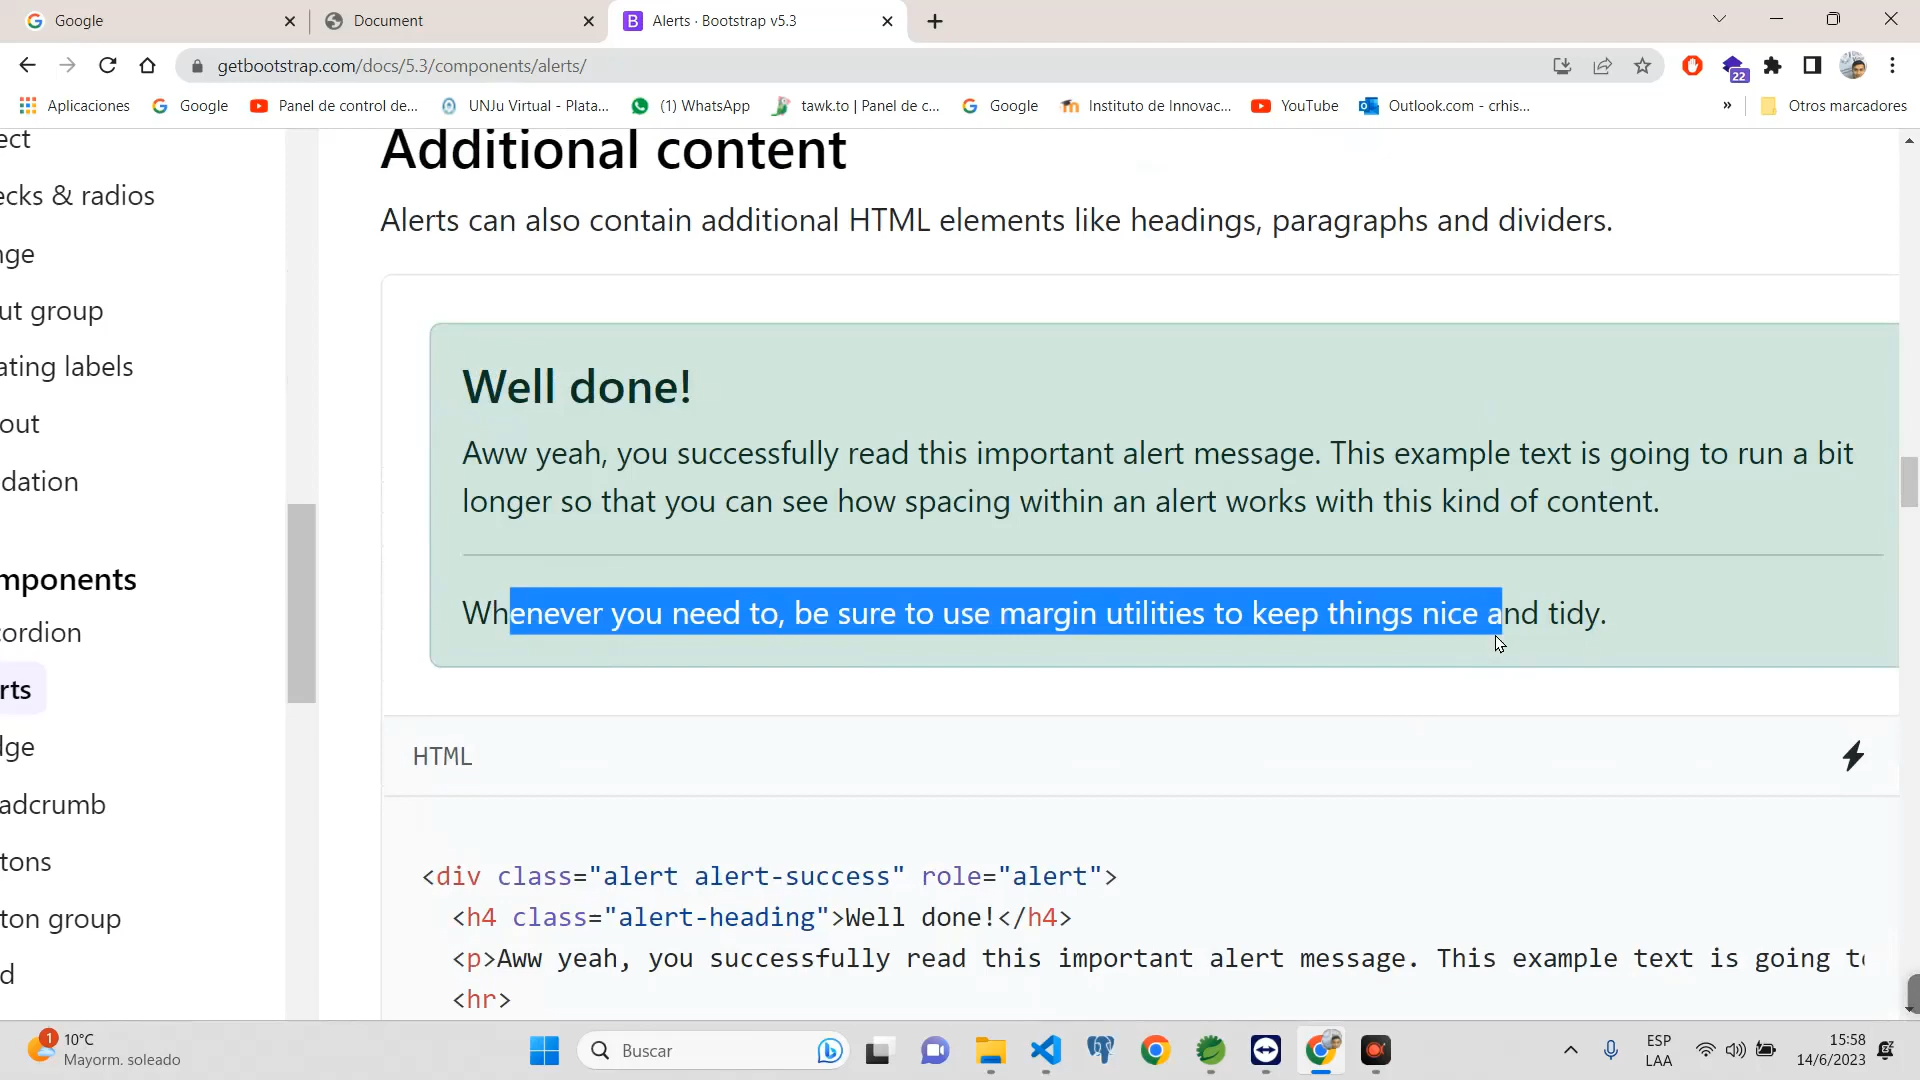 Google
Document
Alerts · Bootstrap v5.3
getbootstrap.com/docs/5.3/components/alerts/
22
Aplicaciones
Google
Panel de control de...
UNJu Virtual - Plata...
(1) WhatsApp
tawk.to | Panel de c...
Google
Instituto de Innovac...
YouTube
Outlook.com - crhis...
»
Otros marcadores
ect
ecks & radios
nge
ut group
ating labels
out
dation
mponents
cordion
rts
dge
eadcrumb
tons
ton group
d
Additional content
Alerts can also contain additional HTML elements like headings, paragraphs and dividers.
Well done!
Aww yeah, you successfully read this important alert message. This example text is going to run a bit
longer so that you can see how spacing within an alert works with this kind of content.
Whenever you need to, be sure to use margin utilities to keep things nice and tidy.
HTML
<div class="alert alert-success" role="alert">
<h4 class="alert-heading">Well done!</h4>
<p>Aww yeah, you successfully read this important alert message. This example text is going to
<hr>
1
10°C
Mayorm. soleado
Buscar
ESP
LAA
15:58
14/6/2023